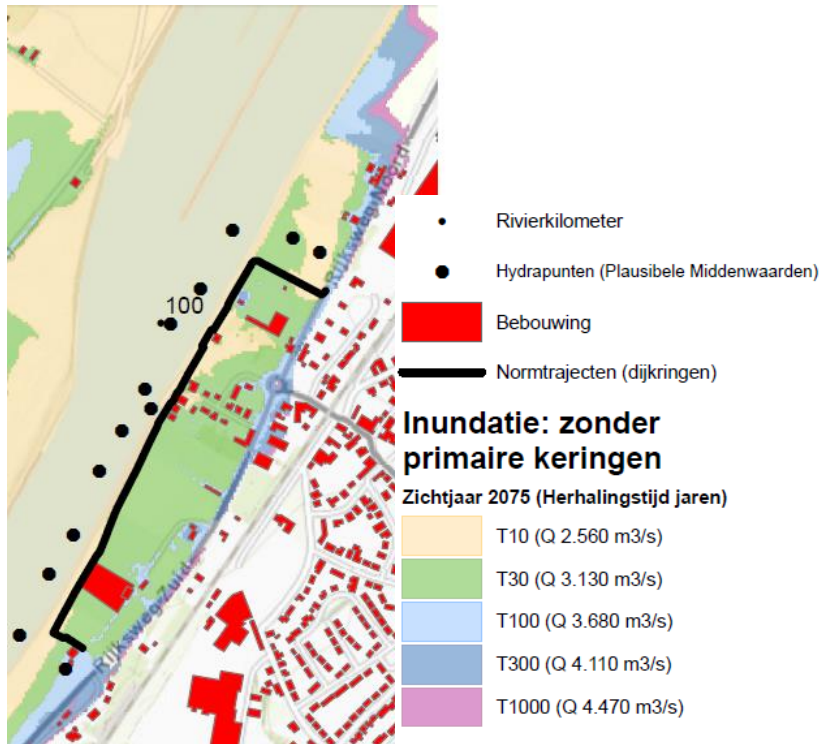 Rijksweg-Noord
Rivierkilometer
Hydrapunten (Plausibele Middenwaarden)
100
Bebouwing
Normtrajecten (dijkringen)
Inundatie: zonder
primaire keringen
Zichtjaar 2075 (Herhalingstijd jaren)
T10 (Q 2.560 m3/s)
T30 (Q 3.130 m3/s)
T100 (Q 3.680 m3/s)
Rijksweg-Zuid
T300 (Q 4.110 m3/s)
T1000 (Q 4.470 m3/s)